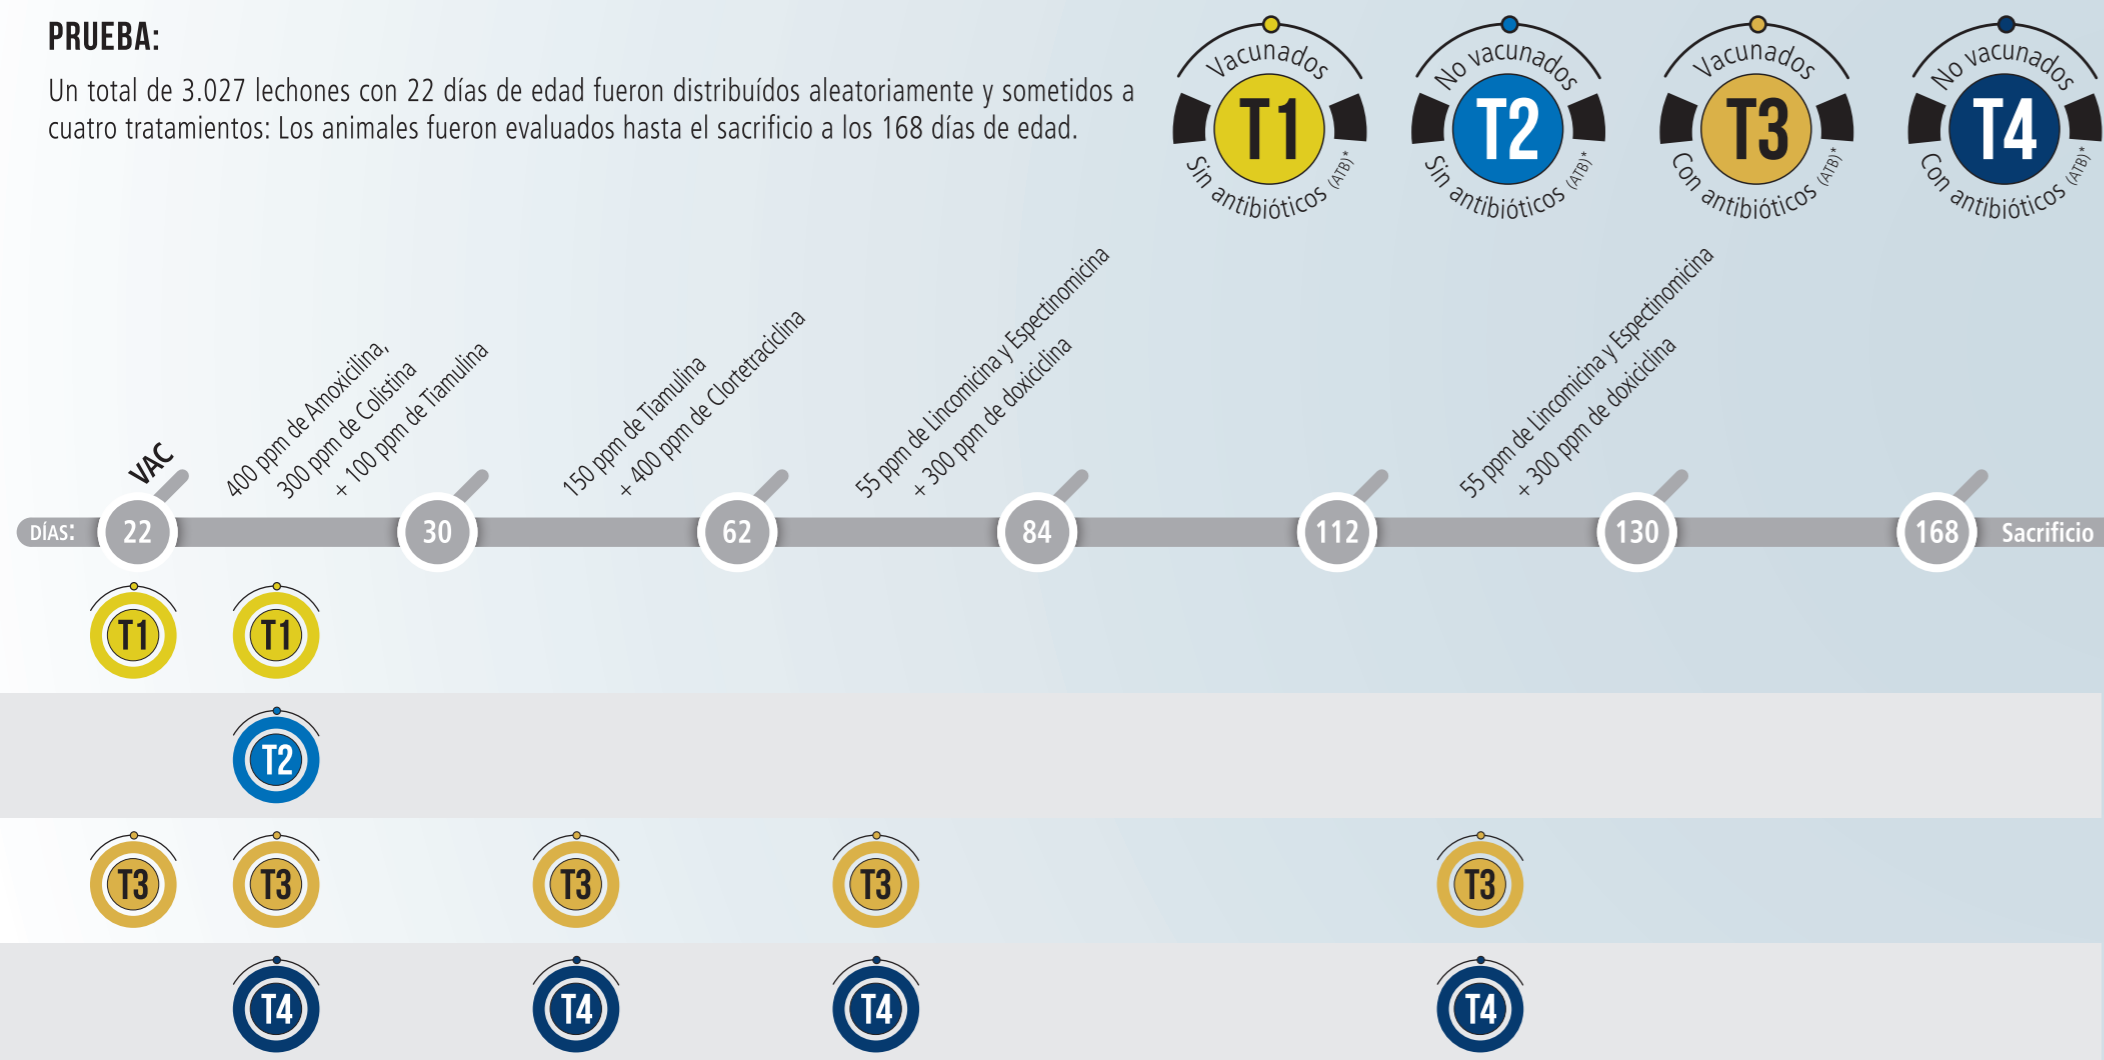 PRUEBA:
Un total de 3.027 lechones con 22 días de edad fueron distribuídos aleatoriamente y sometidos a
cuatro tratamientos: Los animales fueron evaluados hasta el sacrificio a los 168 días de edad.
Vacunados
T1
Sin antibióticos (ATB)*
No vacunados
T2
Sin antibióticos (ATB)*
Vacunados
T3
Con antibióticos (ATB)*
No vacunados
T4
Con antibióticos (ATB)*
VAC
400 ppm de Amoxicilina,
300 ppm de Colistina
+ 100 ppm de Tiamulina
150 ppm de Tiamulina
+ 400 ppm de Clortetraciclina
55 ppm de Lincomicina y Espectinomicina
+ 300 ppm de doxiciclina
55 ppm de Lincomicina y Espectinomicina
+ 300 ppm de doxiciclina
DÍAS: 22 30 62 84 112 130 168 Sacrificio
T1 T1
T2
T3 T3 T3 T3 T3
T4 T4 T4 T4